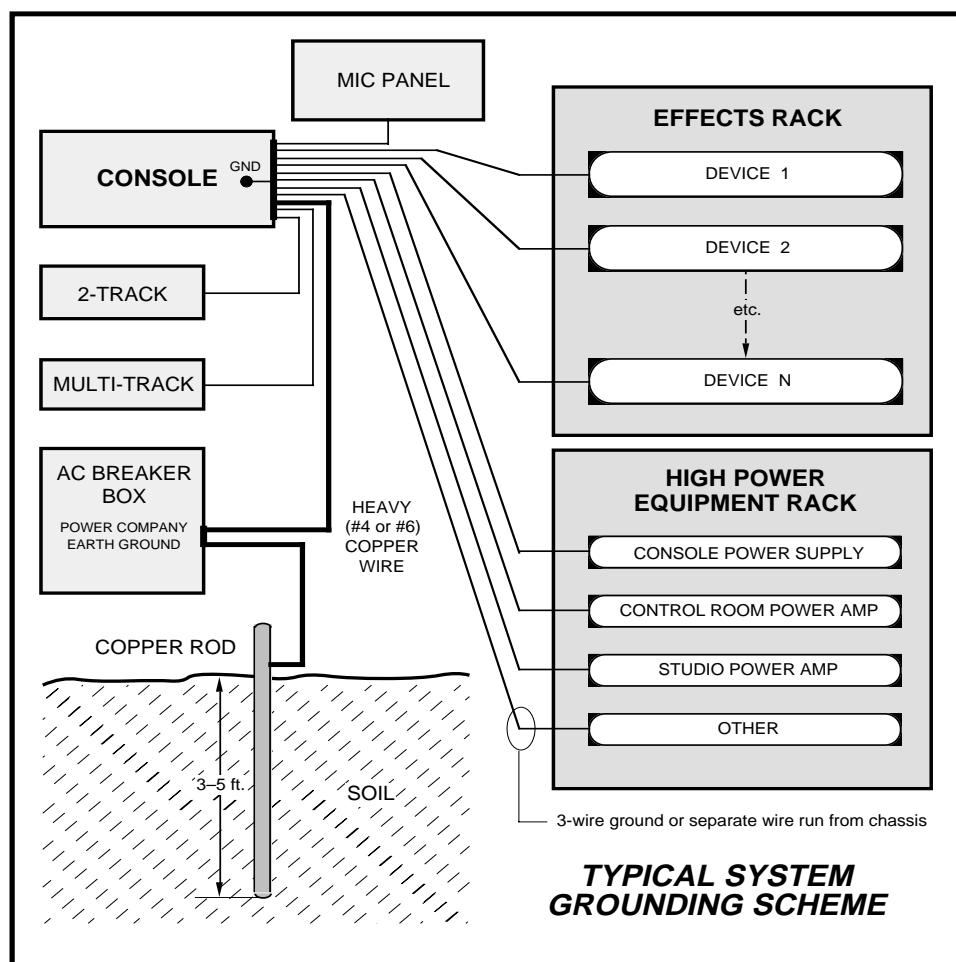 MIC PANEL
CONSOLE
GND
2-TRACK
MULTI-TRACK
AC BREAKER
BOX
POWER COMPANY
EARTH GROUND
HEAVY
(#4 or #6)
COPPER
WIRE
COPPER ROD
3–5 ft.
SOIL
EFFECTS RACK
DEVICE 1
DEVICE 2
etc.
DEVICE N
HIGH POWER
EQUIPMENT RACK
CONSOLE POWER SUPPLY
CONTROL ROOM POWER AMP
STUDIO POWER AMP
OTHER
3-wire ground or separate wire run from chassis
TYPICAL SYSTEM
GROUNDING SCHEME